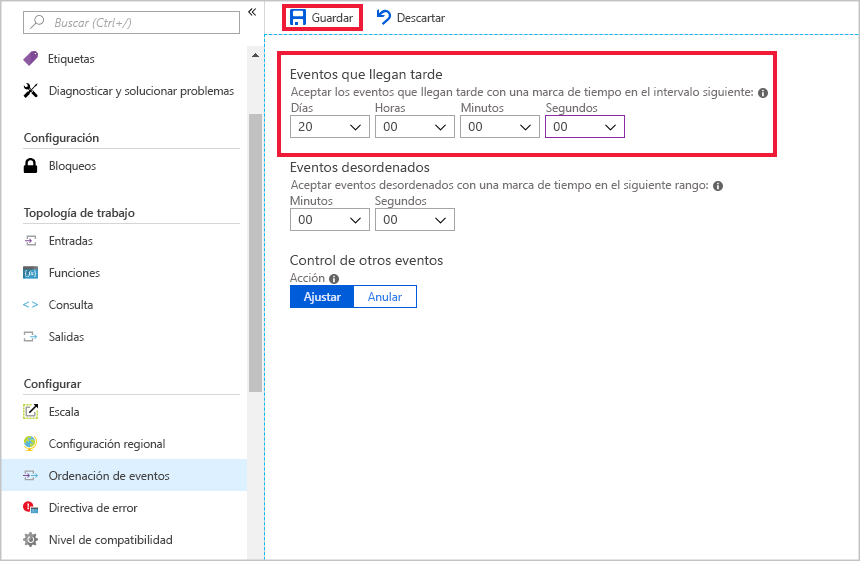 Buscar (Ctrl+/)
«
Etiquetas
Diagnosticar y solucionar problemas
Configuración
Bloqueos
Topología de trabajo
Entradas
Funciones
<> Consulta
Salidas
Configurar
Escala
Configuración regional
Ordenación de eventos
Directiva de error
Nivel de compatibilidad
Guardar
Descartar
Eventos que llegan tarde
Aceptar los eventos que llegan tarde con una marca de tiempo en el intervalo siguiente:
Días Horas Minutos Segundos
20 00 00 00
Eventos desordenados
Aceptar eventos desordenados con una marca de tiempo en el siguiente rango:
Minutos Segundos
00 00
Control de otros eventos
Acción
Ajustar Anular